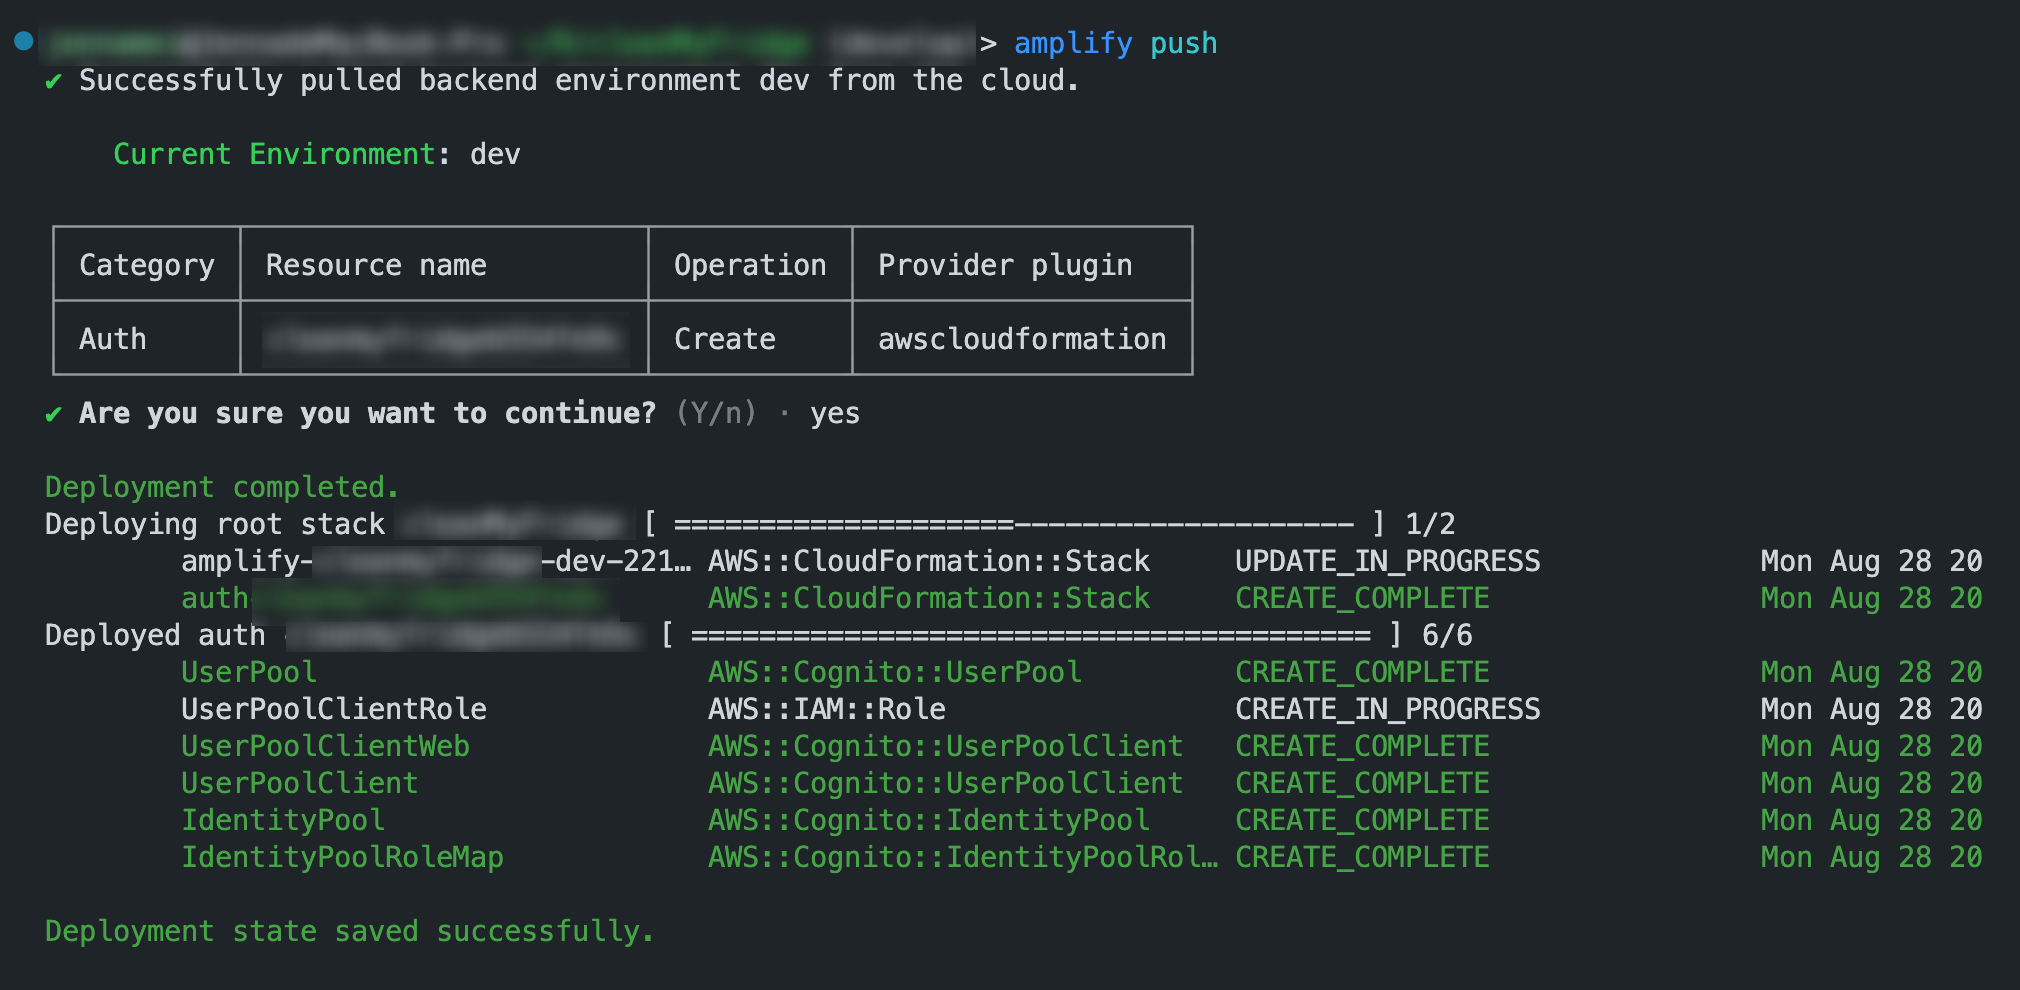 > amplify push
✔ Successfully pulled backend environment dev from the cloud.
Current Environment: dev
Category Resource name Operation Provider plugin
Auth Create awscloudformation
✔ Are you sure you want to continue? (Y/n) · yes
Deployment completed.
Deploying root stack [ ====================-------------------- ] 1/2
amplify- -dev-221… AWS::CloudFormation::Stack UPDATE_IN_PROGRESS Mon Aug 28 20
auth AWS::CloudFormation::Stack CREATE_COMPLETE Mon Aug 28 20
Deployed auth [ ======================================== ] 6/6
UserPool AWS::Cognito::UserPool CREATE_COMPLETE Mon Aug 28 20
UserPoolClientRole AWS::IAM::Role CREATE_IN_PROGRESS Mon Aug 28 20
UserPoolClientWeb AWS::Cognito::UserPoolClient CREATE_COMPLETE Mon Aug 28 20
UserPoolClient AWS::Cognito::UserPoolClient CREATE_COMPLETE Mon Aug 28 20
IdentityPool AWS::Cognito::IdentityPool CREATE_COMPLETE Mon Aug 28 20
IdentityPoolRoleMap AWS::Cognito::IdentityPoolRol… CREATE_COMPLETE Mon Aug 28 20
Deployment state saved successfully.